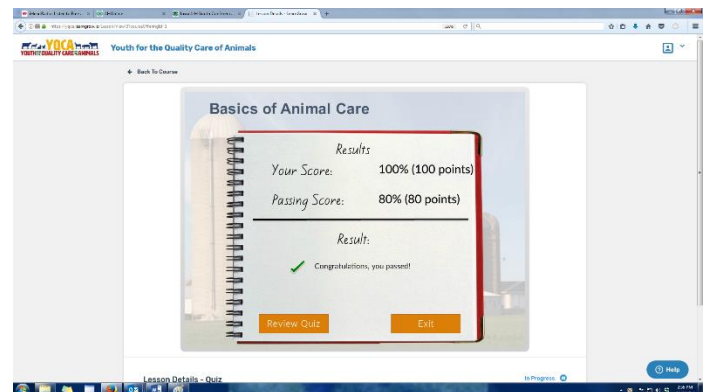 YQCA
YOUTH FOR THE QUALITY CARE OF ANIMALS
Youth for the Quality Care of Animals
Back To Course
Basics of Animal Care
Results
Your Score: 100% (100 points)
Passing Score: 80% (80 points)
Result:
Congratulations, you passed!
Review Quiz Exit
Lesson Details - Quiz In Progress
Help